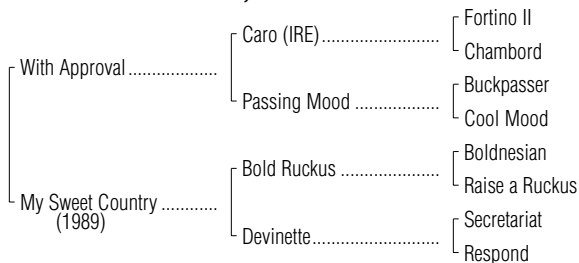 Fortino II
Caro (IRE)..........................
Chambord
With Approval...................
Buckpasser
Passing Mood ...................
Cool Mood
Boldnesian
Bold Ruckus ......................
Raise a Ruckus
My Sweet Country ............
(1989)
Secretariat
Devinette............................
Respond